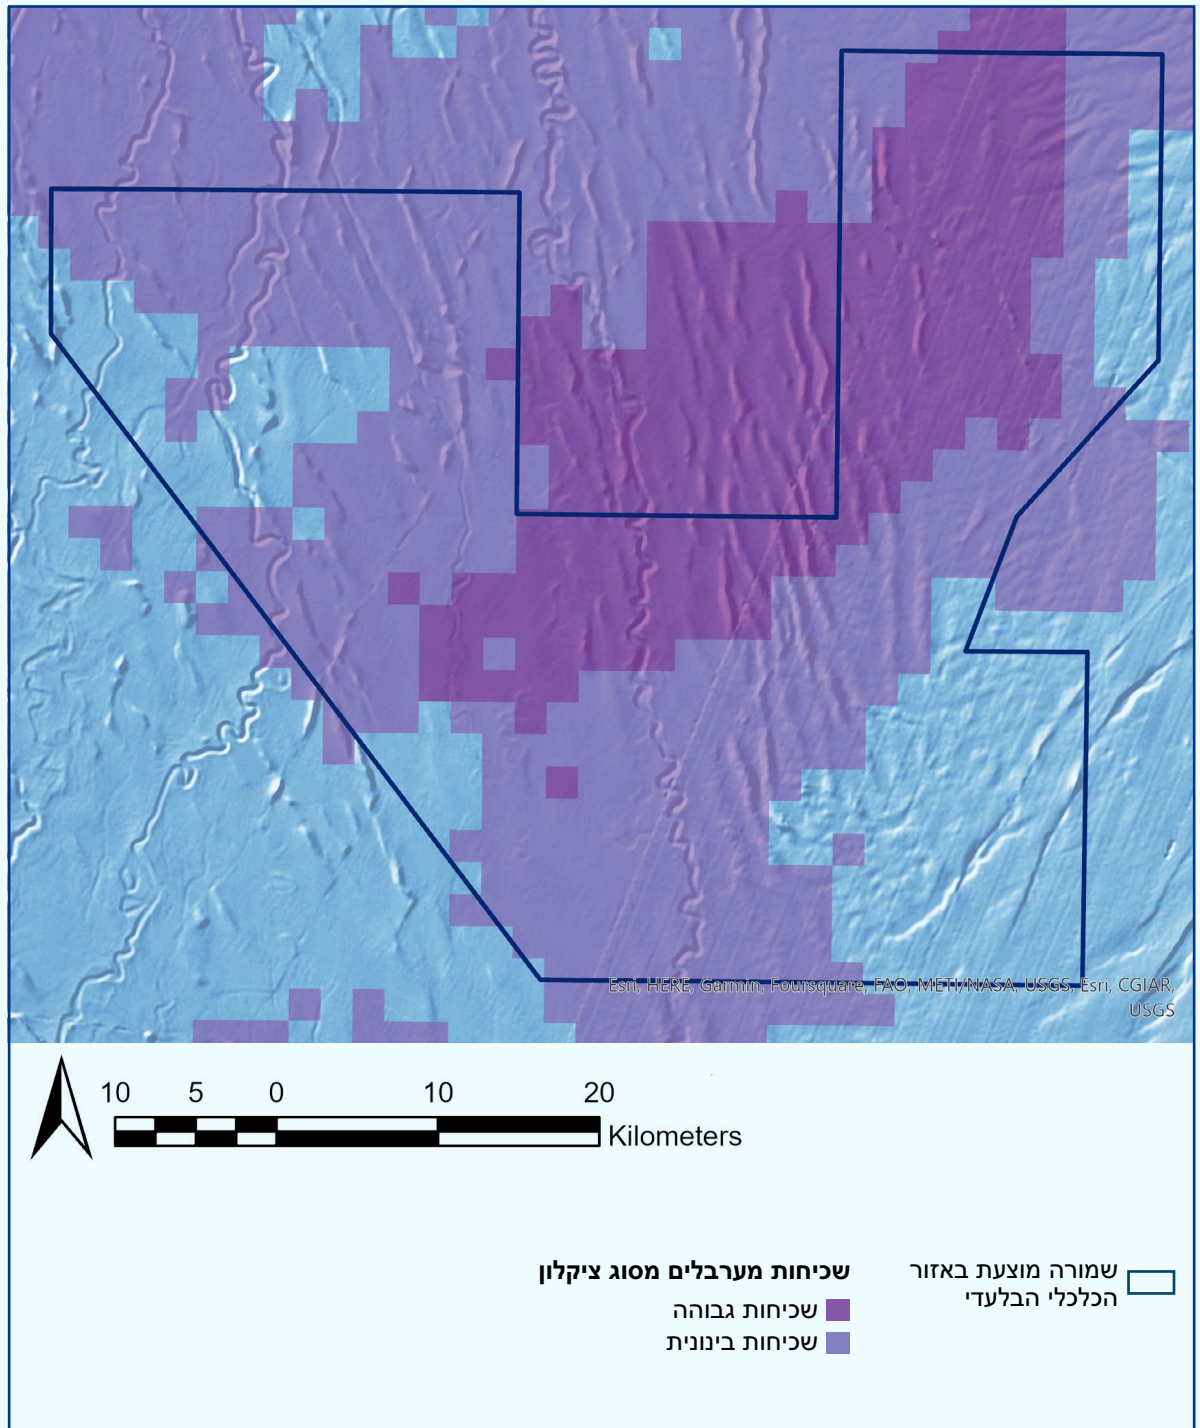 Esri, HERE, Garmin, Foursquare, FAO, METI/NASA, USGS, Esri, CGIAR,
USGS
10 5 0 10 20
Kilometers
שמורה מוצעת באזור
הכלכלי הבלעדי
שכיחות מערבלים מסוג ציקלון
שכיחות גבוהה
שכיחות בינונית